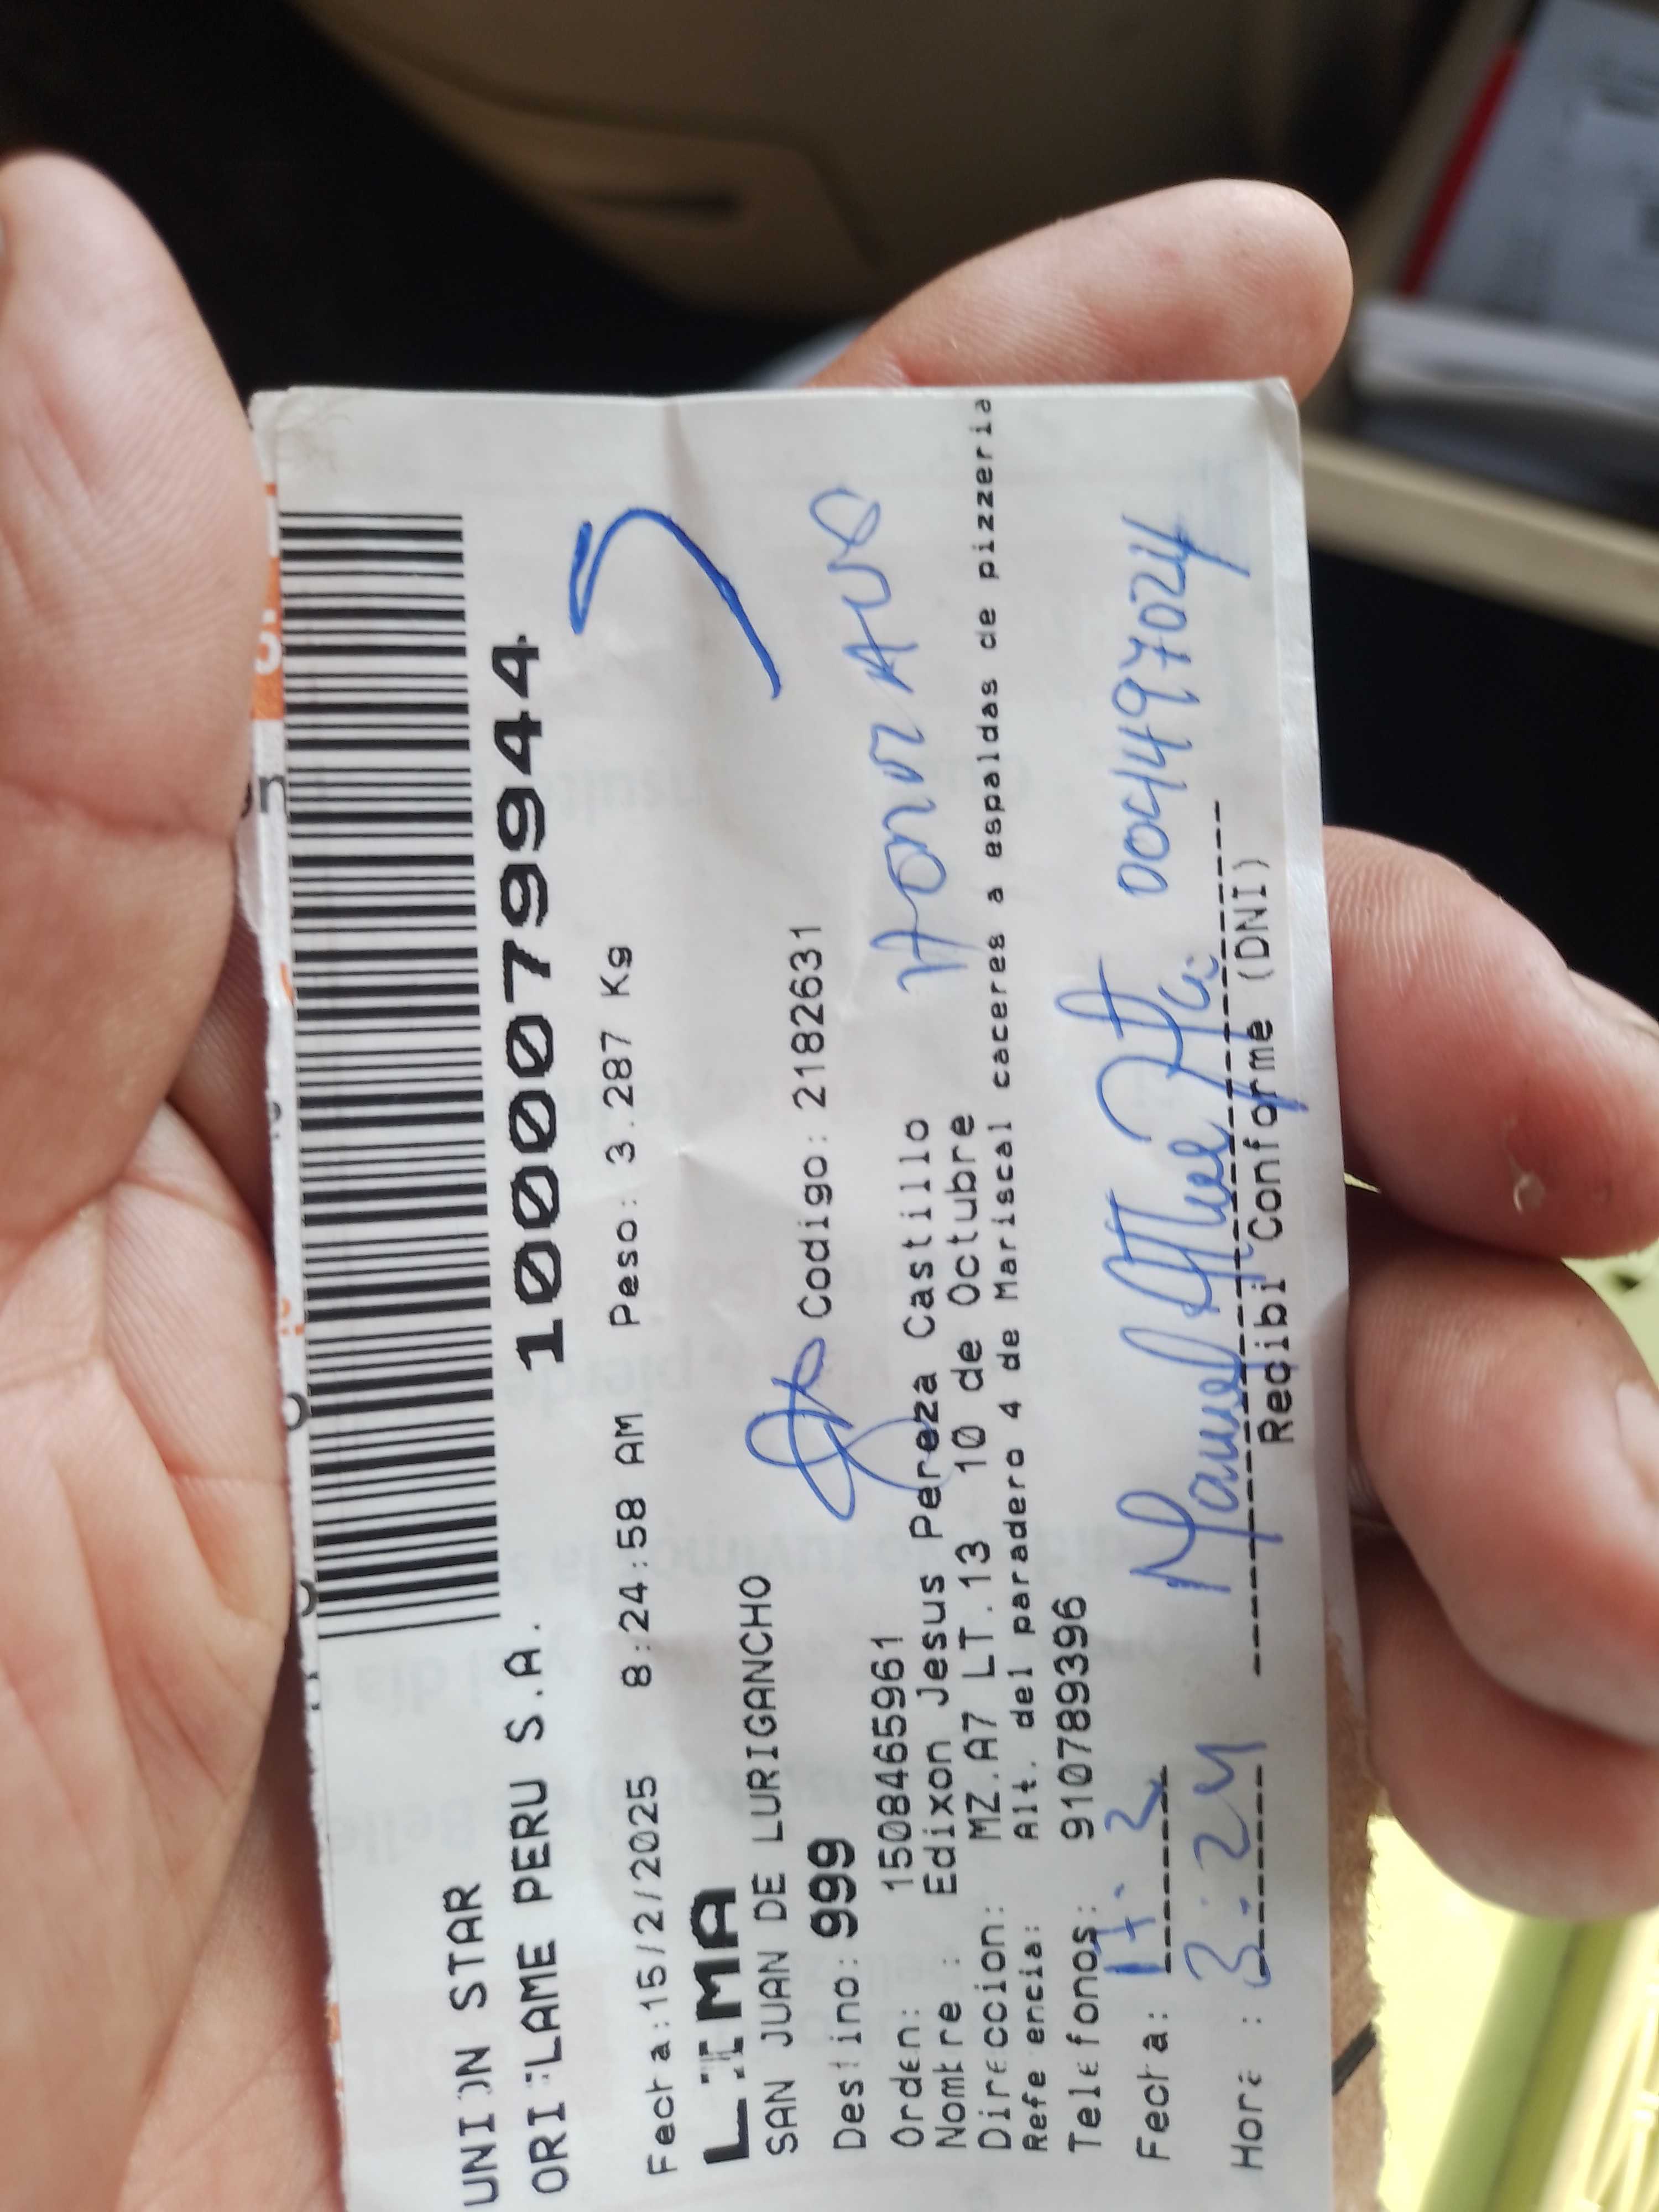 UNION STAR
ORIFLAME PERU S.A.
1000079944
Fecha:15/2/2025 8:24:58 AM Peso: 3.287 Kg
LIMA
SAN JUAN DE LURIGANCHO
Destino: 999 Codigo: 2182631
Orden: 1508465961
Nombre : Edixon Jesus Pereza Castillo
Direccion: MZ.A7 LT.13 10 de Octubre
Referencia: Alt. del paradero 4 de Mariscal caceres a espaldas de pizzeria
Telefonos: 910789396
Fecha: 17.2
Manuel 004497024
Hora : 3:24
Recibi Conforme (DNI)